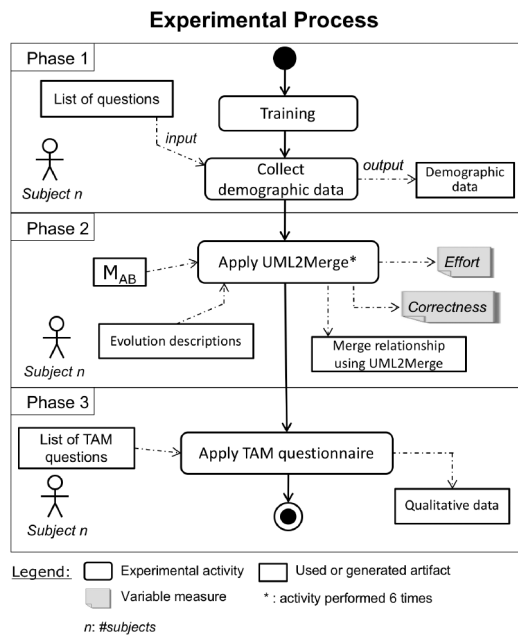 Experimental Process
Phase 1
List of questions
Training
input
Subject n
Collect
demographic data
output
Demographic
data
Phase 2
MAB
Apply UML2Merge*
Effort
Correctness
Evolution descriptions
Merge relationship
using UML2Merge
Subject n
Phase 3
List of TAM
questions
Apply TAM questionnaire
Subject n
Qualitative data
Legend:
Experimental activity
Used or generated artifact
Variable measure
* : activity performed 6 times
n: #subjects